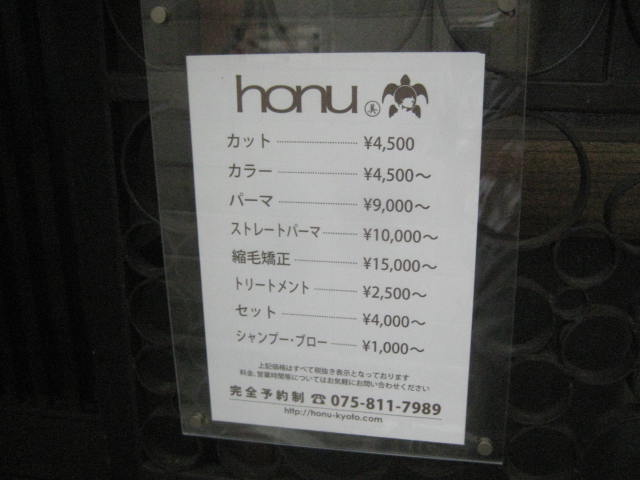 honu 美
カット ¥4,500
カラー ¥4,500〜
パーマ ¥9,000〜
ストレートパーマ ¥10,000〜
縮毛矯正 ¥15,000〜
トリートメント ¥2,500〜
セット ¥4,000〜
シャンプー・ブロー ¥1,000〜
上記価格はすべて税抜き表示となっております
料金、営業時間等についてはお気軽にお問い合わせください
完全予約制 ☎ 075-811-7989
http://honu-kyoto.com